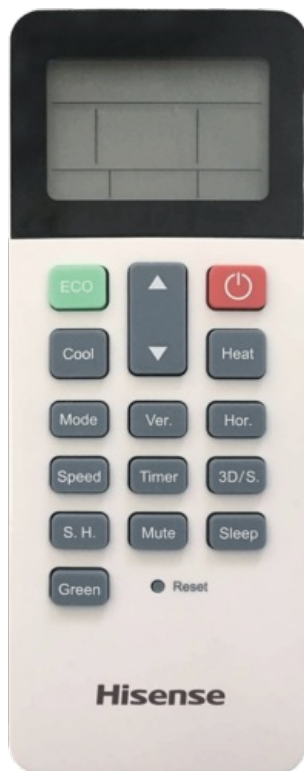 ECO
Cool Heat
Mode Ver. Hor.
Speed Timer 3D/S.
S. H. Mute Sleep
Green Reset
Hisense